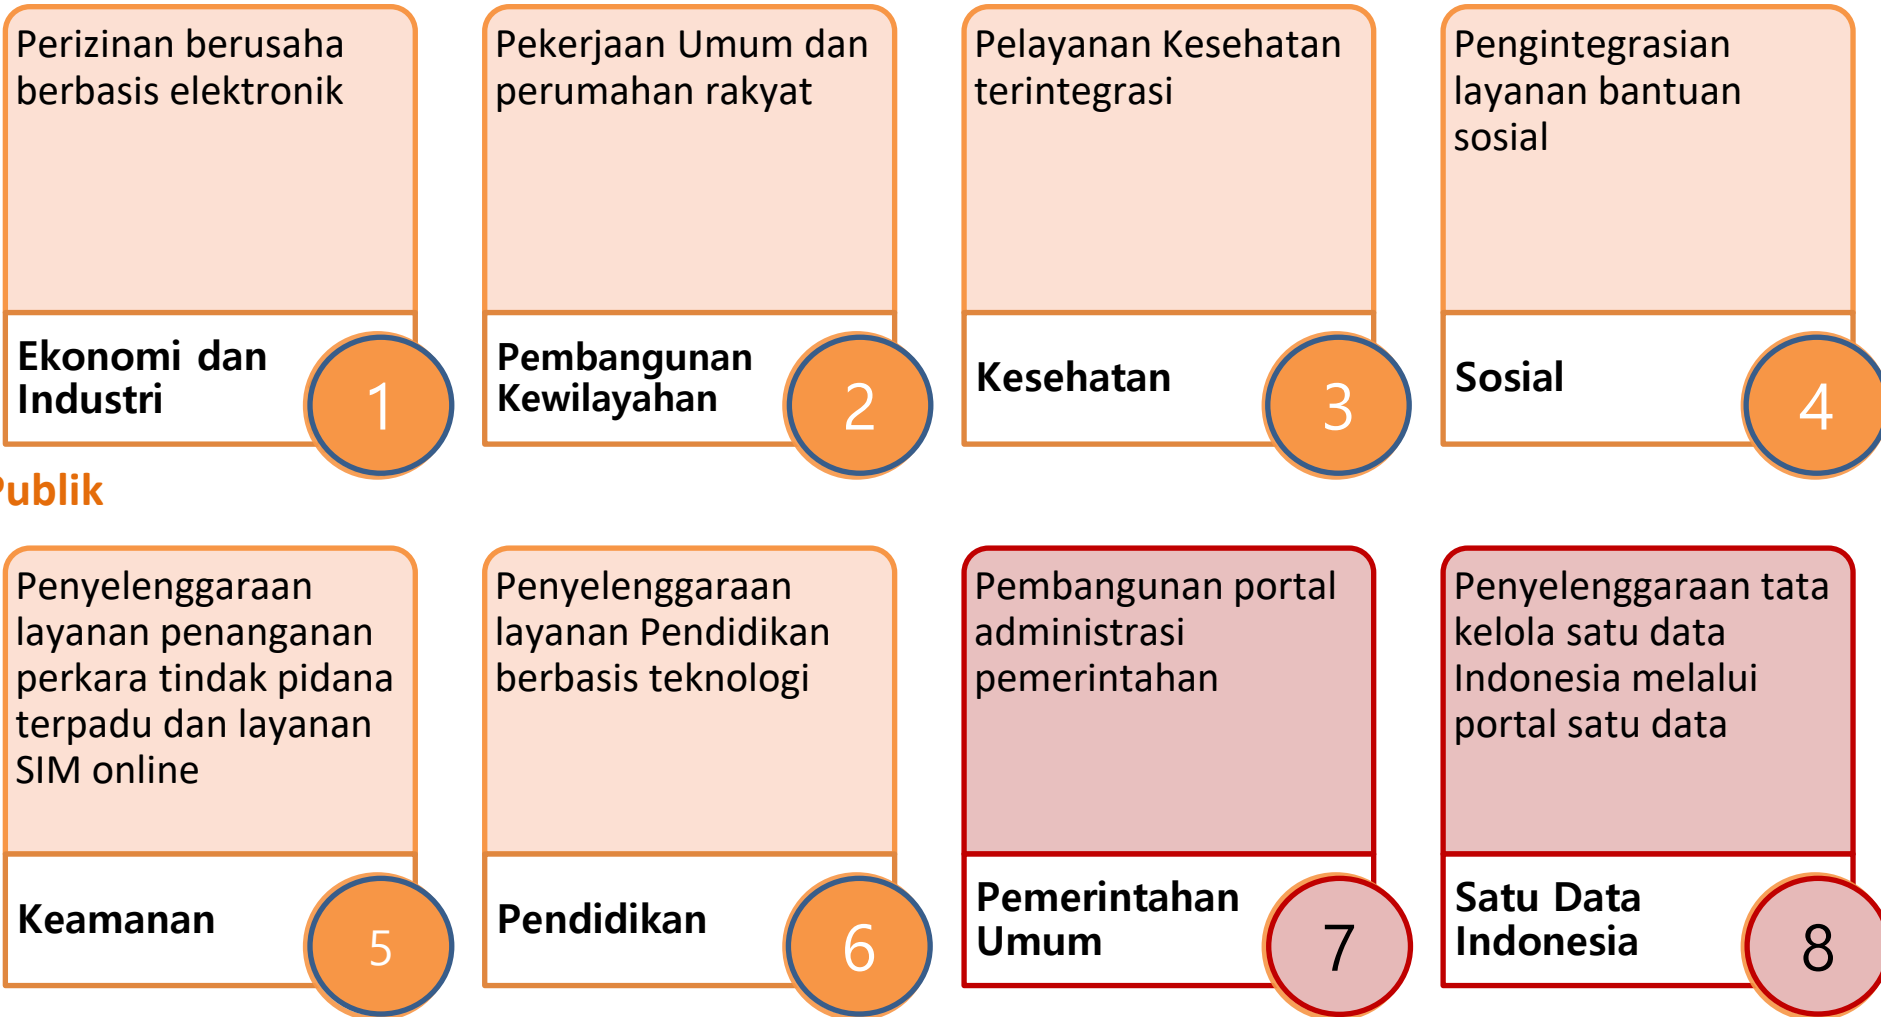 Perizinan berusaha
berbasis elektronik
Ekonomi dan
Industri
1
Pekerjaan Umum dan
perumahan rakyat
Pembangunan
Kewilayahan
2
Pelayanan Kesehatan
terintegrasi
Kesehatan
3
Pengintegrasian
layanan bantuan
sosial
Sosial
4
Publik
Penyelenggaraan
layanan penanganan
perkara tindak pidana
terpadu dan layanan
SIM online
Keamanan
5
Penyelenggaraan
layanan Pendidikan
berbasis teknologi
Pendidikan
6
Pembangunan portal
administrasi
pemerintahan
Pemerintahan
Umum
7
Penyelenggaraan tata
kelola satu data
Indonesia melalui
portal satu data
Satu Data
Indonesia
8